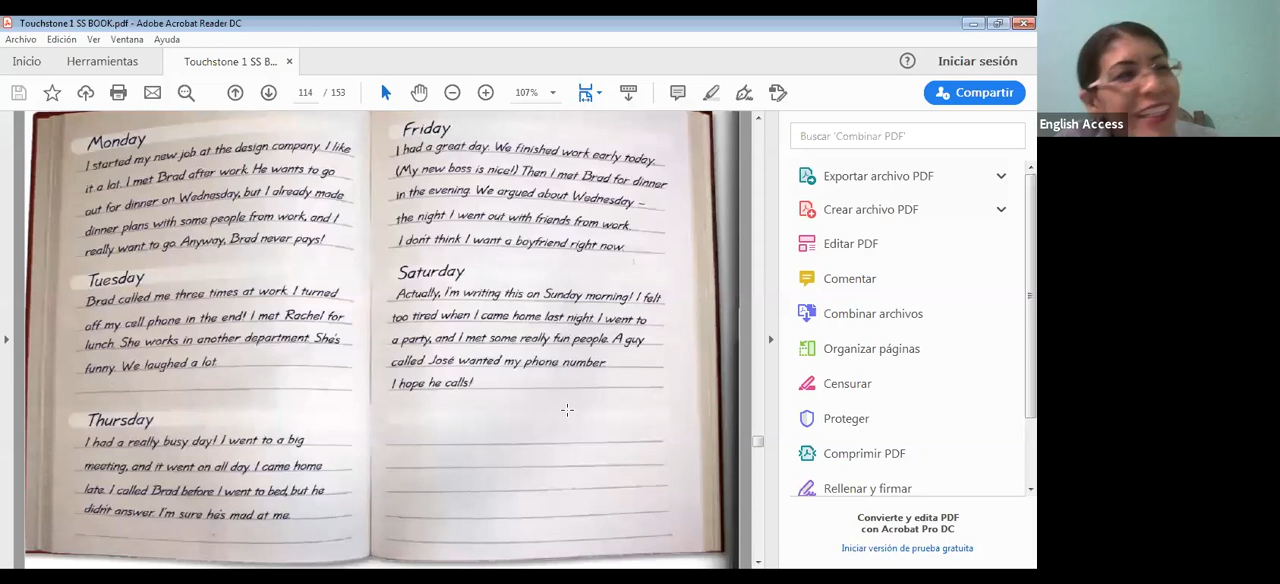 Touchstone 1 SS BOOK.pdf - Adobe Acrobat Reader DC
Archivo Edición Ver Ventana Ayuda
Inicio Herramientas Touchstone 1 SS B... × Iniciar sesión
114 / 153 107% Compartir
English Access
Monday
I started my new job at the design company. I like
it a lot. I met Brad after work. He wants to go
out for dinner on Wednesday, but I already made
dinner plans with some people from work, and I
really want to go. Anyway, Brad never pays!
Tuesday
Brad called me three times at work. I turned
off my cell phone in the end! I met Rachel for
lunch. She works in another department. She's
funny. We laughed a lot.
Thursday
I had a really busy day! I went to a big
meeting, and it went on all day. I came home
late. I called Brad before I went to bed, but he
didn't answer. I'm sure he's mad at me.
Friday
I had a great day. We finished work early today.
(My new boss is nice!) Then I met Brad for dinner
in the evening. We argued about Wednesday –
the night I went out with friends from work.
I don't think I want a boyfriend right now.
Saturday
Actually, I'm writing this on Sunday morning! I felt
too tired when I came home last night. I went to
a party, and I met some really fun people. A guy
called José wanted my phone number.
I hope he calls!
Buscar 'Combinar PDF'
Exportar archivo PDF
Crear archivo PDF
Editar PDF
Comentar
Combinar archivos
Organizar páginas
Censurar
Proteger
Comprimir PDF
Rellenar y firmar
Convierte y edita PDF
con Acrobat Pro DC
Iniciar versión de prueba gratuita